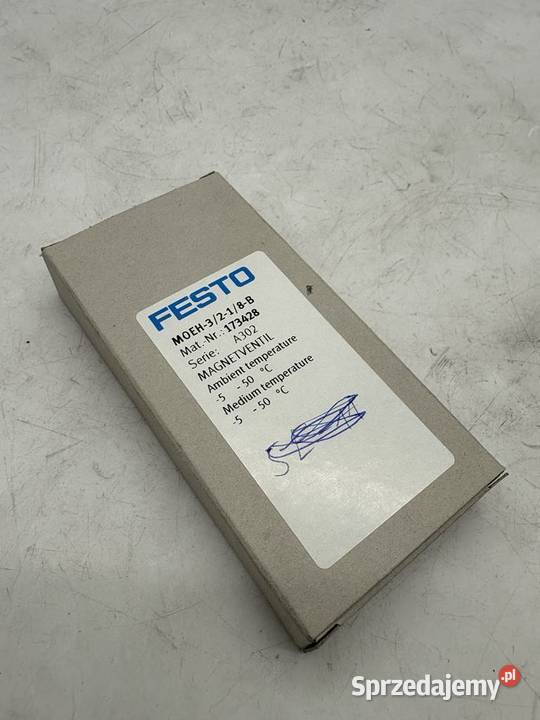 FESTO
MOEH-3/2-1/8-B
Mat.-Nr.: 173428
Serie: A302
MAGNETVENTIL
Ambient temperature
-5 - 50 °C
Medium temperature
-5 - 50 °C
Sprzedajemy.pl